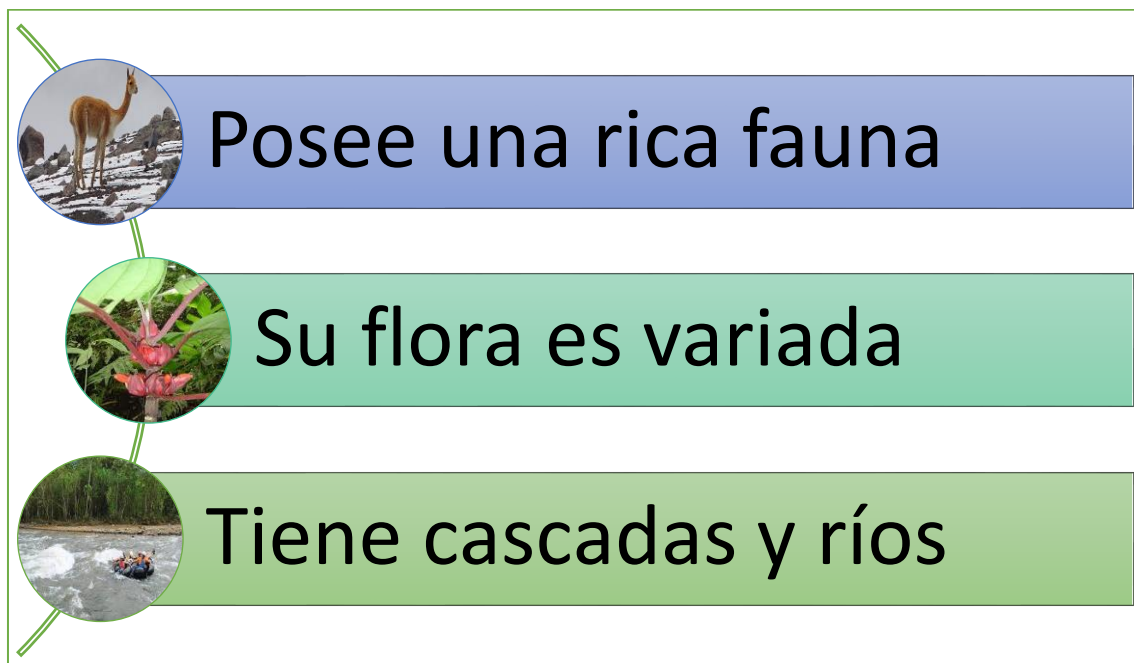 Posee una rica fauna
Su flora es variada
Tiene cascadas y ríos